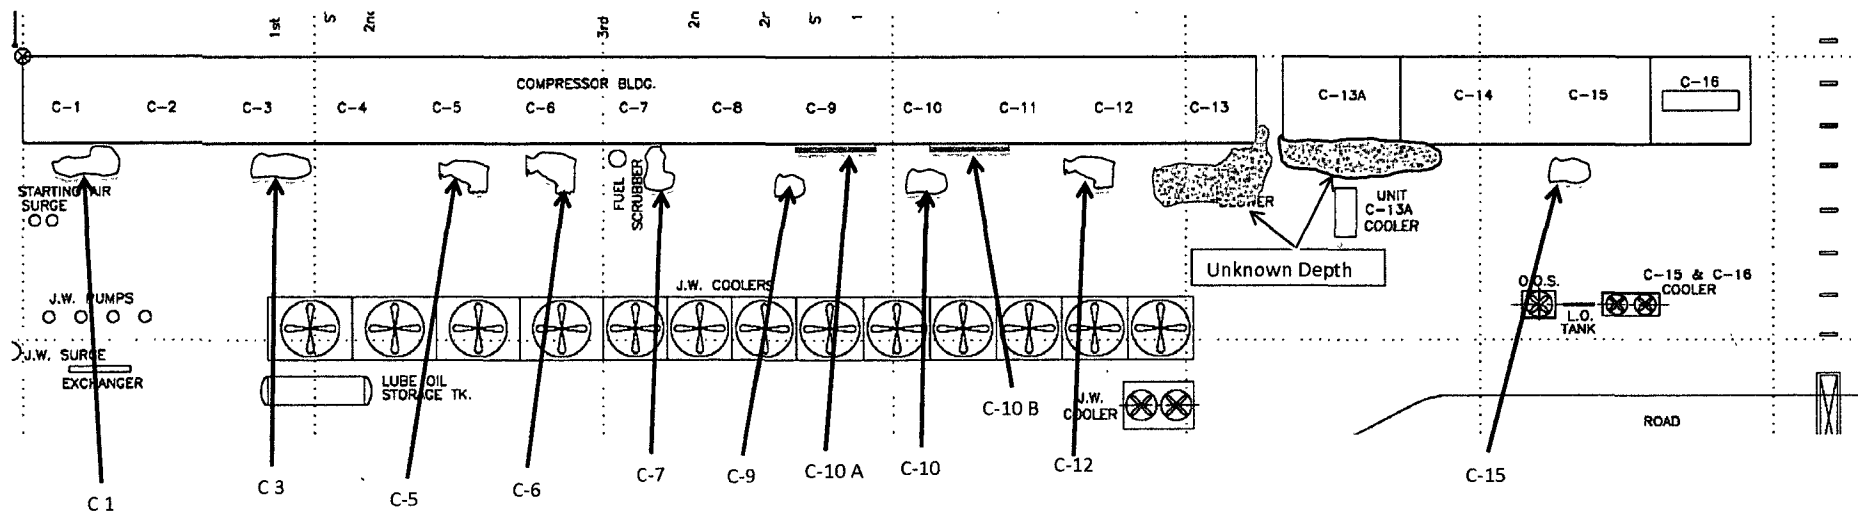 1st
3rd
COMPRESSOR BLDG.
C-1 C-2 C-3 C-4 C-5 C-6 C-7 C-8 C-9 C-10 C-11 C-12 C-13
C-13A C-14 C-15 C-16
STARTING AIR
SURGE
FUEL
SCRUBBER
UNIT
C-13A
COOLER
Unknown Depth
J.W. PUMPS
J.W. COOLERS
O.O.S.
C-15 & C-16
COOLER
L.O.
TANK
J.W. SURGE
EXCHANGER
LUBE OIL
STORAGE TK.
J.W.
COOLER
ROAD
C-10 B
C 1
C 3
C-5
C-6
C-7
C-9
C-10 A
C-10
C-12
C-15